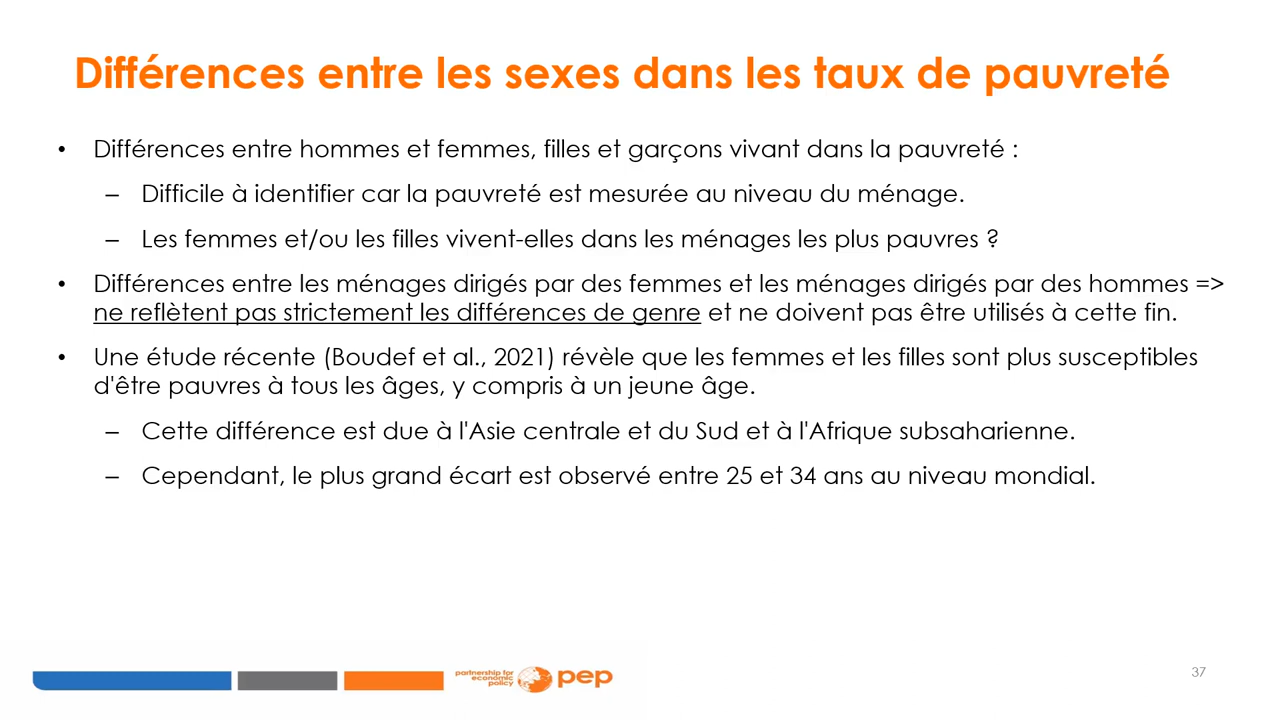 Différences entre les sexes dans les taux de pauvreté
• Différences entre hommes et femmes, filles et garçons vivant dans la pauvreté :
– Difficile à identifier car la pauvreté est mesurée au niveau du ménage.
– Les femmes et/ou les filles vivent-elles dans les ménages les plus pauvres ?
• Différences entre les ménages dirigés par des femmes et les ménages dirigés par des hommes =>
ne reflètent pas strictement les différences de genre et ne doivent pas être utilisés à cette fin.
• Une étude récente (Boudef et al., 2021) révèle que les femmes et les filles sont plus susceptibles
d'être pauvres à tous les âges, y compris à un jeune âge.
– Cette différence est due à l'Asie centrale et du Sud et à l'Afrique subsaharienne.
– Cependant, le plus grand écart est observé entre 25 et 34 ans au niveau mondial.
partnership for
economic
policy
pep
37